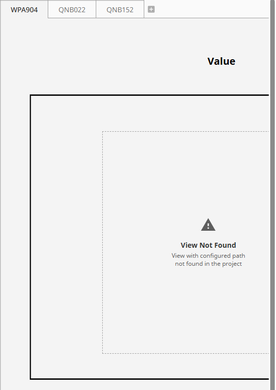 WPA904 QNB022 QNB152
Value
View Not Found
View with configured path
not found in the project